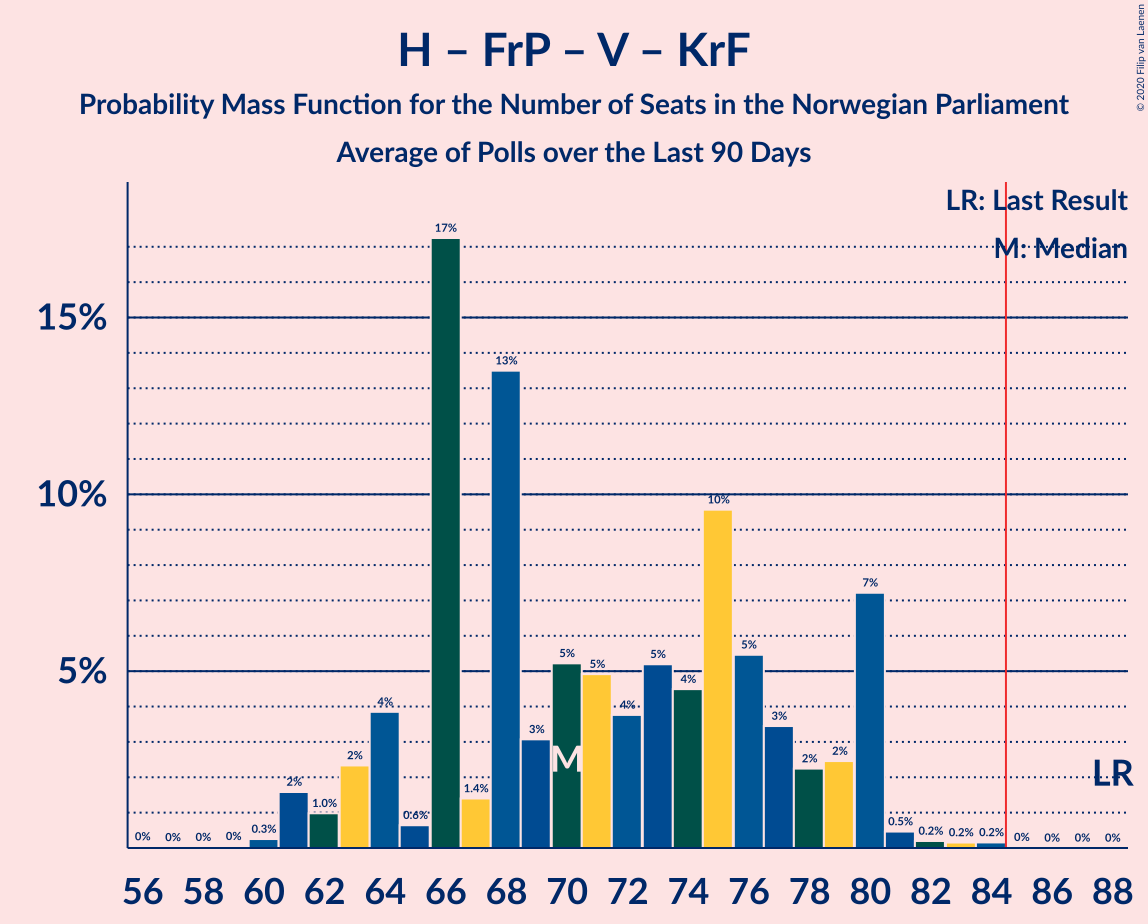 H – FrP – V – KrF
Probability Mass Function for the Number of Seats in the Norwegian Parliament
Average of Polls over the Last 90 Days
© 2020 Filip van Laenen
LR: Last Result
M: Median
15%
10%
5%
0% 0% 0% 0% 0.3% 2% 1.0% 2% 4% 0.6% 17% 1.4% 13% 3% 5% 5% 4% 5% 4% 10% 5% 3% 2% 2% 7% 0.5% 0.2% 0.2% 0.2% 0% 0% 0% 0%
M
LR
56 58 60 62 64 66 68 70 72 74 76 78 80 82 84 86 88